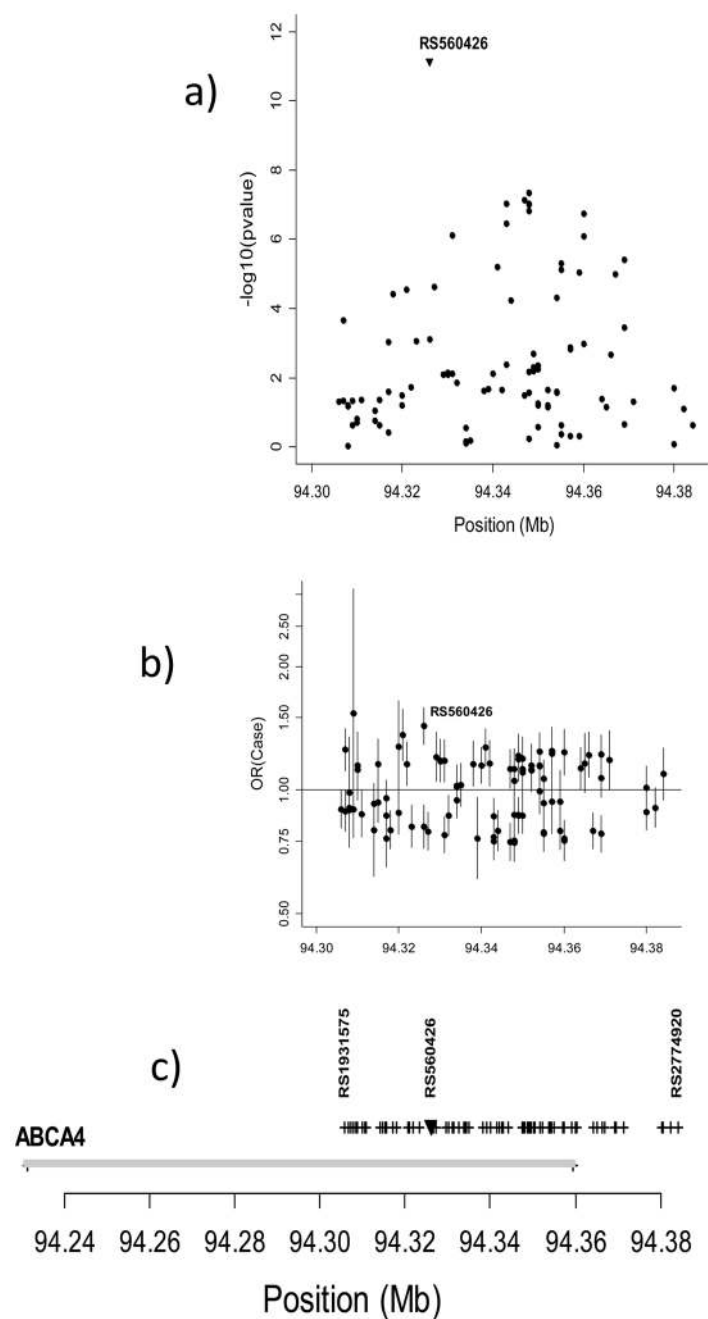 a)
12
10
8
6
4
2
0
-log10(pvalue)
RS560426
94.30 94.32 94.34 94.36 94.38
Position (Mb)
b)
2.50
2.00
1.50
1.00
0.75
0.50
OR(Case)
RS560426
94.30 94.32 94.34 94.36 94.38
c)
RS1931575
RS560426
RS2774920
ABCA4
94.24 94.26 94.28 94.30 94.32 94.34 94.36 94.38
Position (Mb)